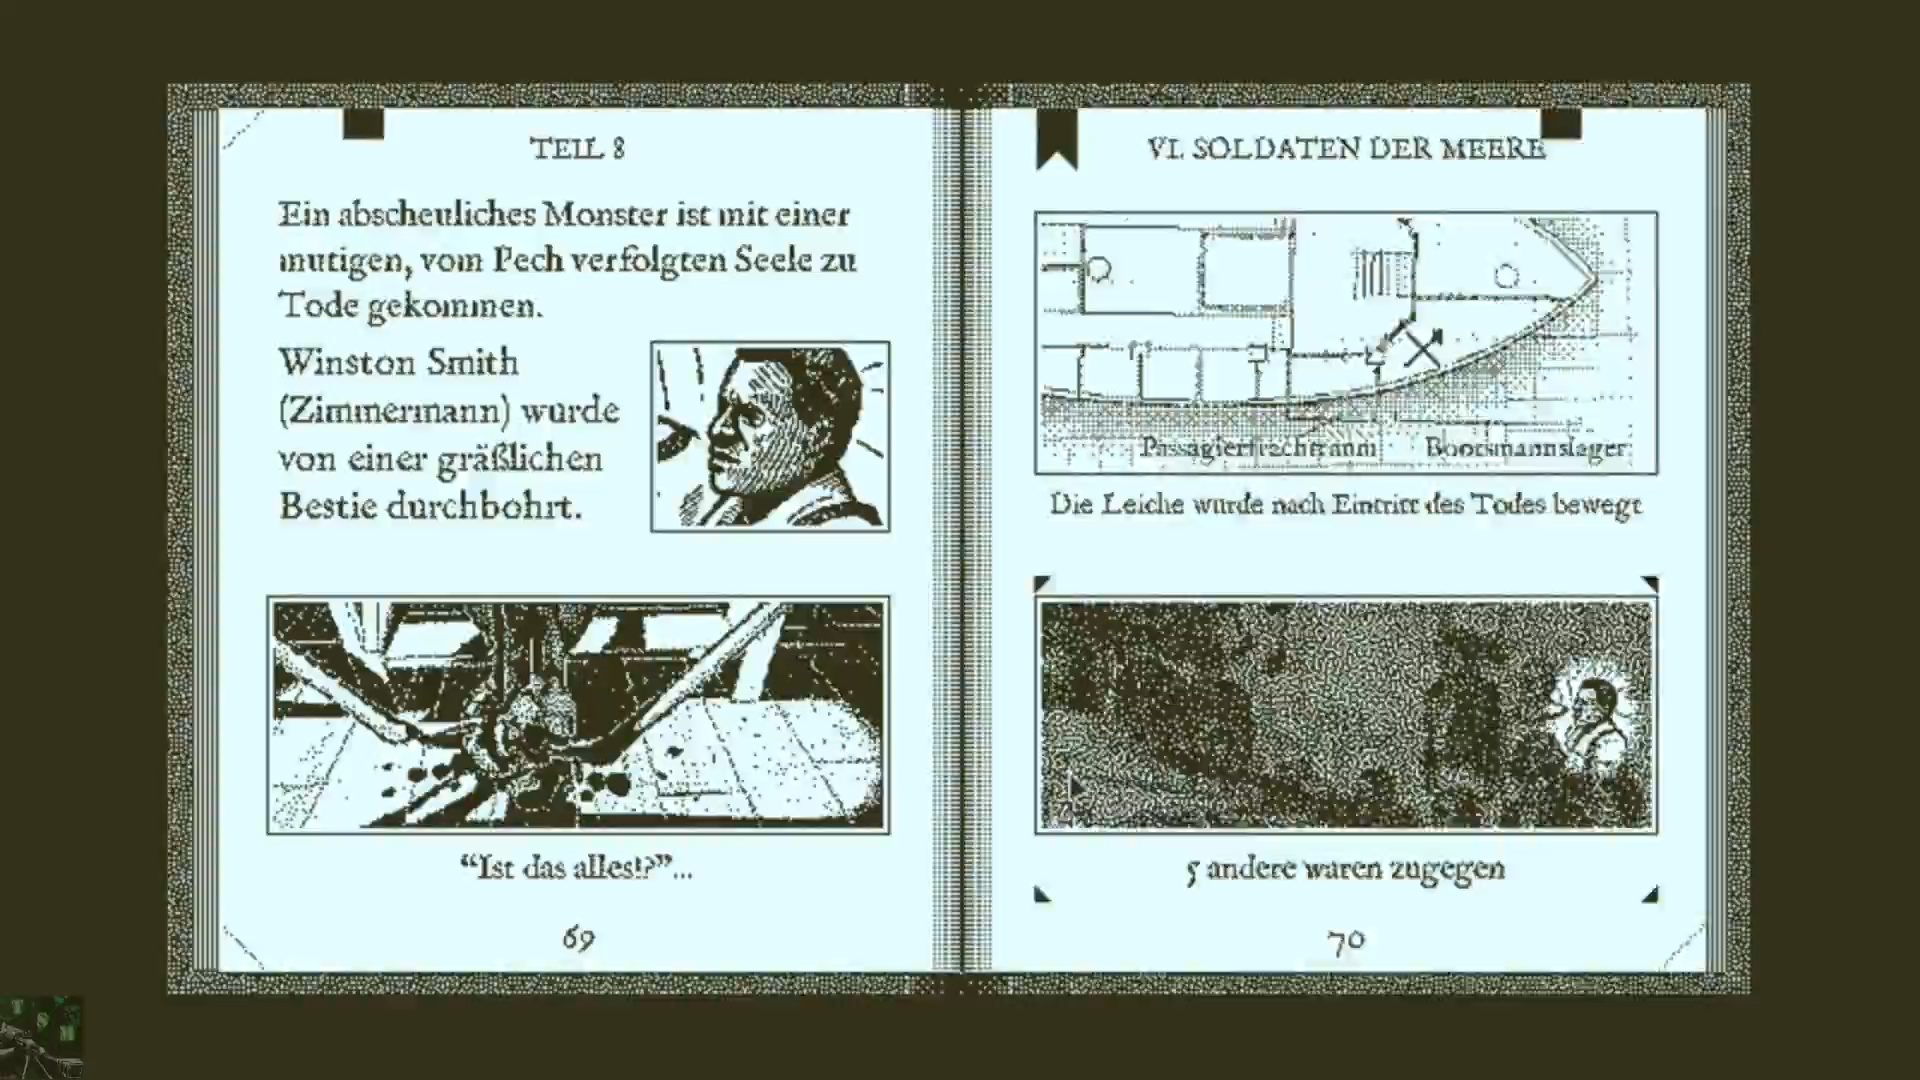 TEIL 8
Ein abscheuliches Monster ist mit einer
mutigen, vom Pech verfolgten Seele zu
Tode gekommen.
Winston Smith
(Zimmermann) wurde
von einer gräßlichen
Bestie durchbohrt.
“Ist das alles!?”...
69
VI. SOLDATEN DER MEERE
Passagierfrachtraum Bootsmannslager
Die Leiche wurde nach Eintritt des Todes bewegt
5 andere waren zugegen
70